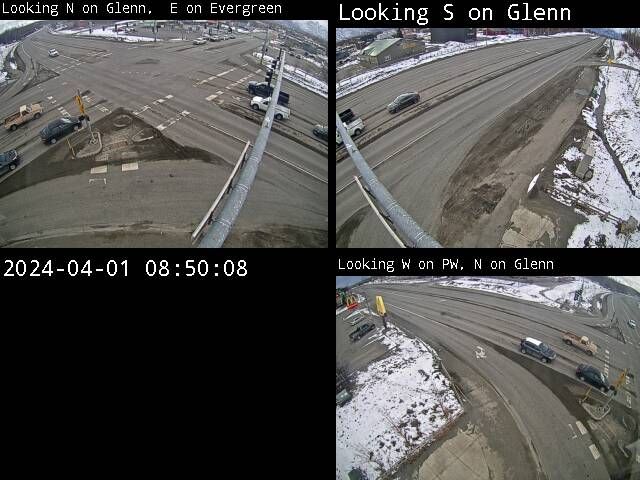 Looking N on Glenn, E on Evergreen
Looking S on Glenn
2024-04-01 08:50:08
Looking W on PW, N on Glenn